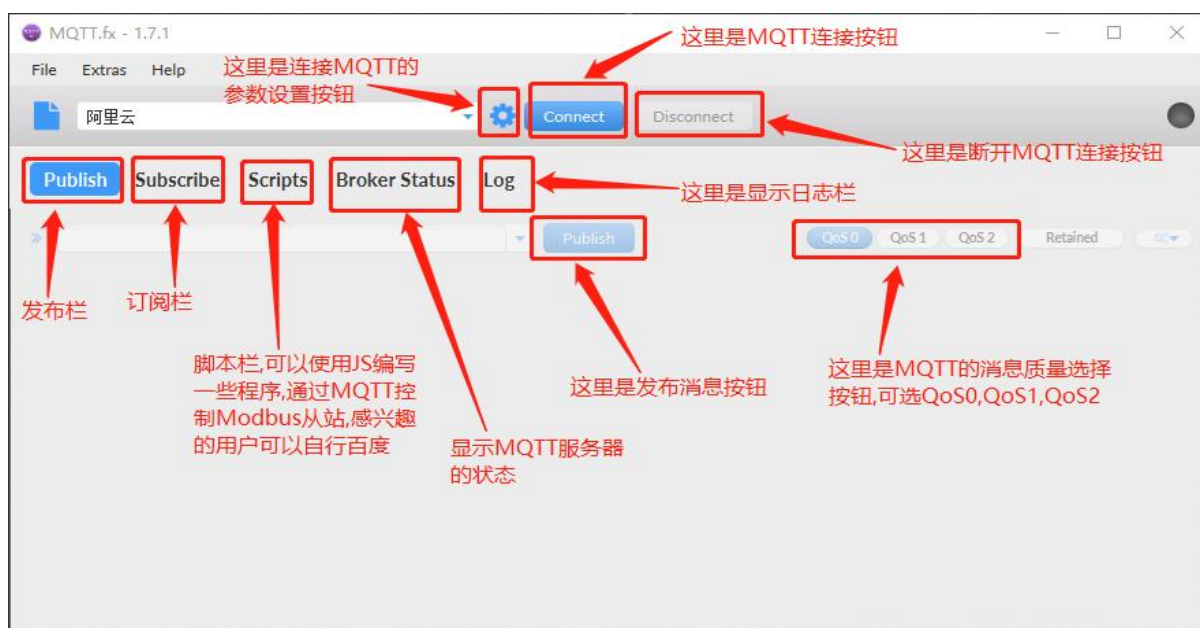 MQTT.fx - 1.7.1
这里是MQTT连接按钮
File Extras Help
这里是连接MQTT的
参数设置按钮
阿里云
Connect
Disconnect
这里是断开MQTT连接按钮
Publish
Subscribe
Scripts
Broker Status
Log
这里是显示日志栏
Publish
QoS 0
QoS 1
QoS 2
Retained
发布栏
订阅栏
脚本栏,可以使用JS编写
一些程序,通过MQTT控
制Modbus从站,感兴趣
的用户可以自行百度
显示MQTT服务器
的状态
这里是发布消息按钮
这里是MQTT的消息质量选择
按钮,可选QoS0,QoS1,QoS2